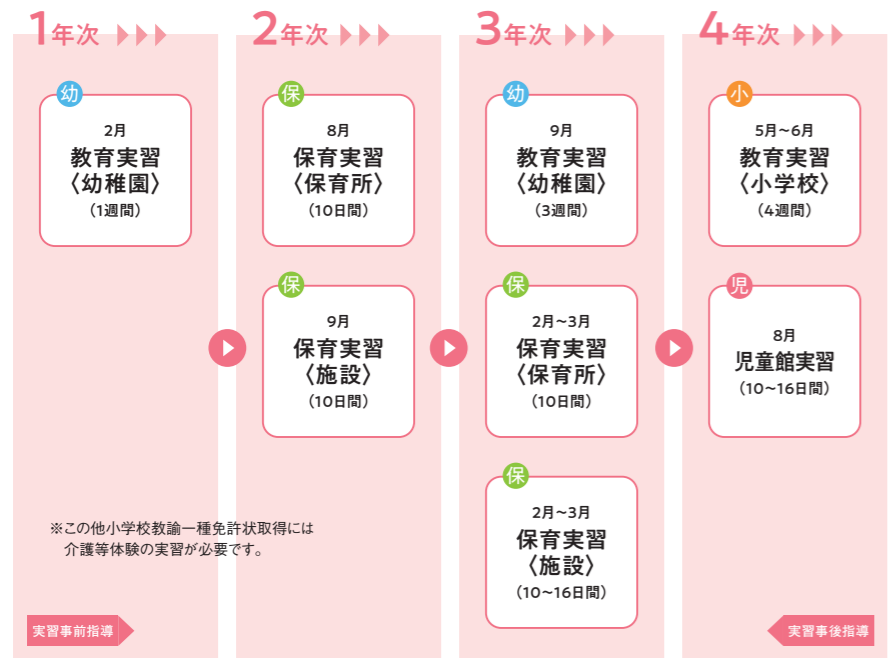 1年次
幼
2月
教育実習
〈幼稚園〉
（1週間）
2年次
保
8月
保育実習
〈保育所〉
（10日間）
保
9月
保育実習
〈施設〉
（10日間）
3年次
幼
9月
教育実習
〈幼稚園〉
（3週間）
保
2月〜3月
保育実習
〈保育所〉
（10日間）
保
2月〜3月
保育実習
〈施設〉
（10〜16日間）
4年次
小
5月〜6月
教育実習
〈小学校〉
（4週間）
児
8月
児童館実習
（10〜16日間）
※この他小学校教諭一種免許状取得には
介護等体験の実習が必要です。
実習事前指導
実習事後指導